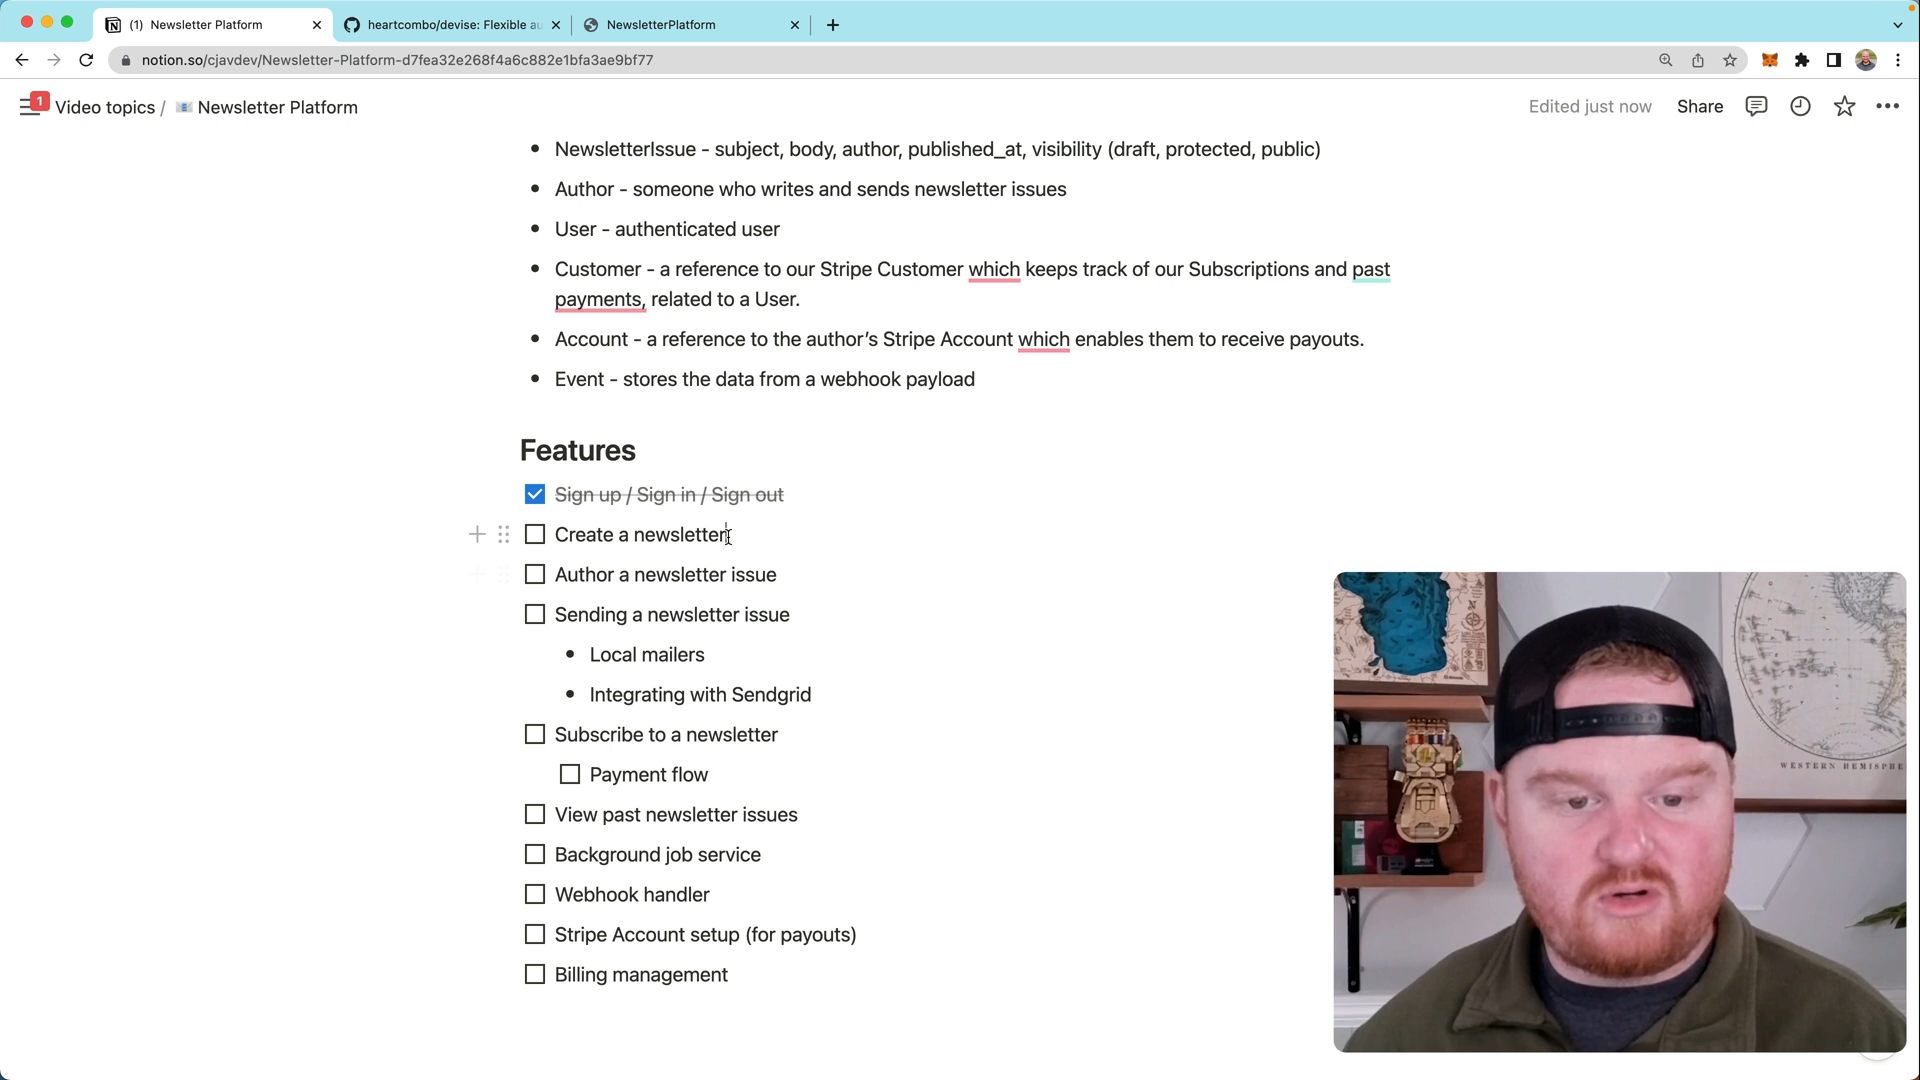 (1) Newsletter Platform
heartcombo/devise: Flexible au
NewsletterPlatform
notion.so/cjavdev/Newsletter-Platform-d7fea32e268f4a6c882e1bfa3ae9bf77
1
Video topics / Newsletter Platform
Edited just now
Share
NewsletterIssue - subject, body, author, published_at, visibility (draft, protected, public)
Author - someone who writes and sends newsletter issues
User - authenticated user
Customer - a reference to our Stripe Customer which keeps track of our Subscriptions and past
payments, related to a User.
Account - a reference to the author’s Stripe Account which enables them to receive payouts.
Event - stores the data from a webhook payload
Features
Sign up / Sign in / Sign out
Create a newsletter
Author a newsletter issue
Sending a newsletter issue
Local mailers
Integrating with Sendgrid
Subscribe to a newsletter
Payment flow
View past newsletter issues
Background job service
Webhook handler
Stripe Account setup (for payouts)
Billing management
WESTERN HEMISPHE